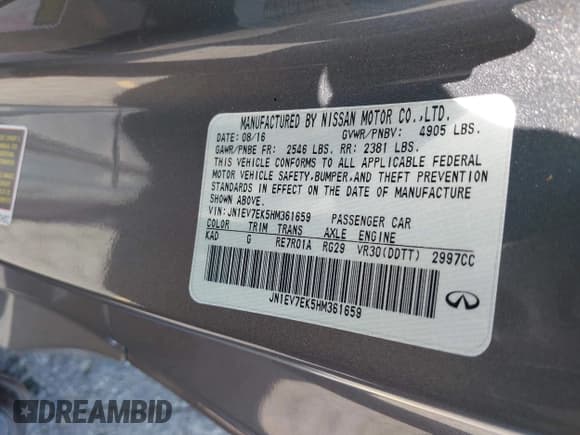 MANUFACTURED BY NISSAN MOTOR CO.,LTD.
DATE: 08/16 GVWR/PNBV: 4905 LBS.
GAWR/PNBE FR: 2546 LBS. RR: 2381 LBS.
THIS VEHICLE CONFORMS TO ALL APPLICABLE FEDERAL
MOTOR VEHICLE SAFETY,BUMPER,AND THEFT PREVENTION
STANDARDS IN EFFECT ON THE DATE OF MANUFACTURE
SHOWN ABOVE.
VIN:JN1EV7EK5HM361659 PASSENGER CAR
COLOR TRIM TRANS AXLE ENGINE
KAD G RE7R01A RG29 VR30(DDTT) 2997CC
JN1EV7EK5HM361659
DREAMBID